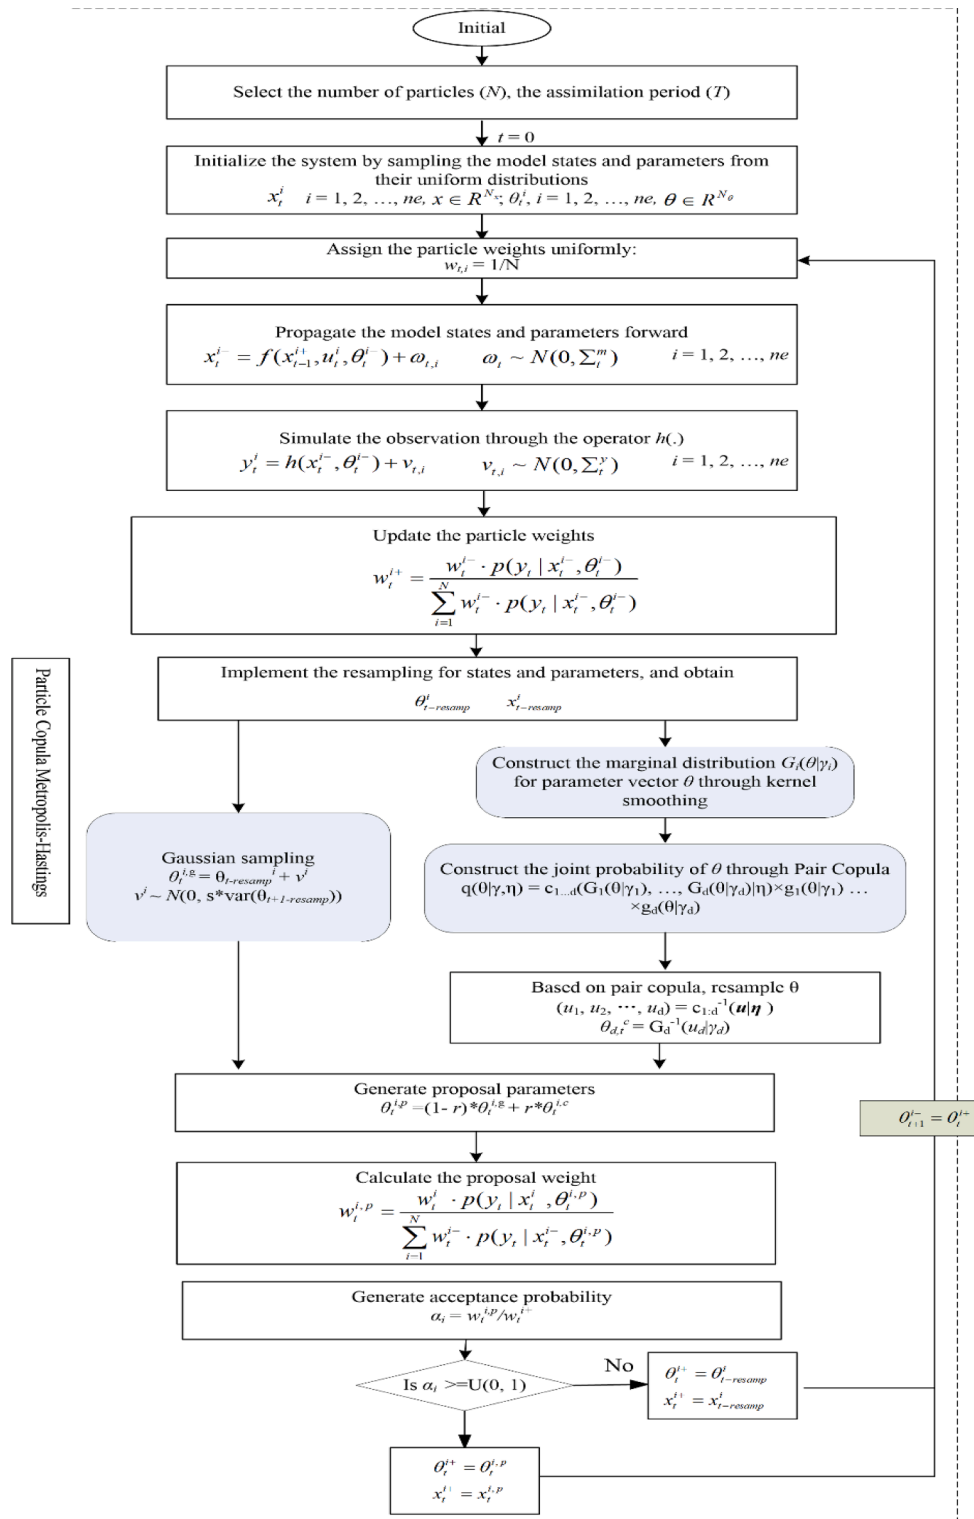 Initial
Select the number of particles (N), the assimilation period (T)
t = 0
Initialize the system by sampling the model states and parameters from
their uniform distributions
x_t^i i = 1, 2, …, ne, x ∈ R^{N_x}; θ_t^i, i = 1, 2, …, ne, θ ∈ R^{N_θ}
Assign the particle weights uniformly:
w_{t,i} = 1/N
Propagate the model states and parameters forward
x_t^{i−} = f(x_{t−1}^{i+}, u_t^i, θ_t^{i−}) + ω_{t,i} ω_t ~ N(0, Σ_t^m) i = 1, 2, …, ne
Simulate the observation through the operator h(.)
y_t^i = h(x_t^{i−}, θ_t^{i−}) + v_{t,i} v_{t,i} ~ N(0, Σ_t^y) i = 1, 2, …, ne
Update the particle weights
w_t^{i+} = w_t^{i−} · p(y_t | x_t^{i−}, θ_t^{i−})
∑_{i=1}^N w_t^{i−} · p(y_t | x_t^{i−}, θ_t^{i−})
Particle Copula Metropolis-Hastings
Implement the resampling for states and parameters, and obtain
θ_{t−resamp}^i x_{t−resamp}^i
Construct the marginal distribution G_i(θ|γ_i)
for parameter vector θ through kernel
smoothing
Gaussian sampling
θ_t^{i,g} = θ_{t-resamp}^i + v^i
v^i ~ N(0, s*var(θ_{t+1-resamp}))
Construct the joint probability of θ through Pair Copula
q(θ|γ,η) = c_{1…d}(G_1(θ|γ_1), …, G_d(θ|γ_d)|η)×g_1(θ|γ_1) …
×g_d(θ|γ_d)
Based on pair copula, resample θ
(u_1, u_2, ⋯, u_d) = c_{1:d}^{-1}(u|η )
θ_{d,t}^c = G_d^{-1}(u_d|γ_d)
Generate proposal parameters
θ_t^{i,p} =(1- r)*θ_t^{i,g} + r*θ_t^{i,c}
θ_{t+1}^{i−} = θ_t^{i+}
Calculate the proposal weight
w_t^{i,p} = w_t^i · p(y_t | x_t^i , θ_t^{i,p})
∑_{i−1}^N w_t^{i−} · p(y_t | x_t^{i−}, θ_t^{i,p})
Generate acceptance probability
α_i = w_t^{i,p}/w_t^{i+}
Is α_i >=U(0, 1)
No
θ_t^{i+} = θ_{t−resamp}^i
x_t^{i+} = x_{t−resamp}^i
θ_t^{i+} = θ_t^{i,p}
x_t^{i+} = x_t^{i,p}